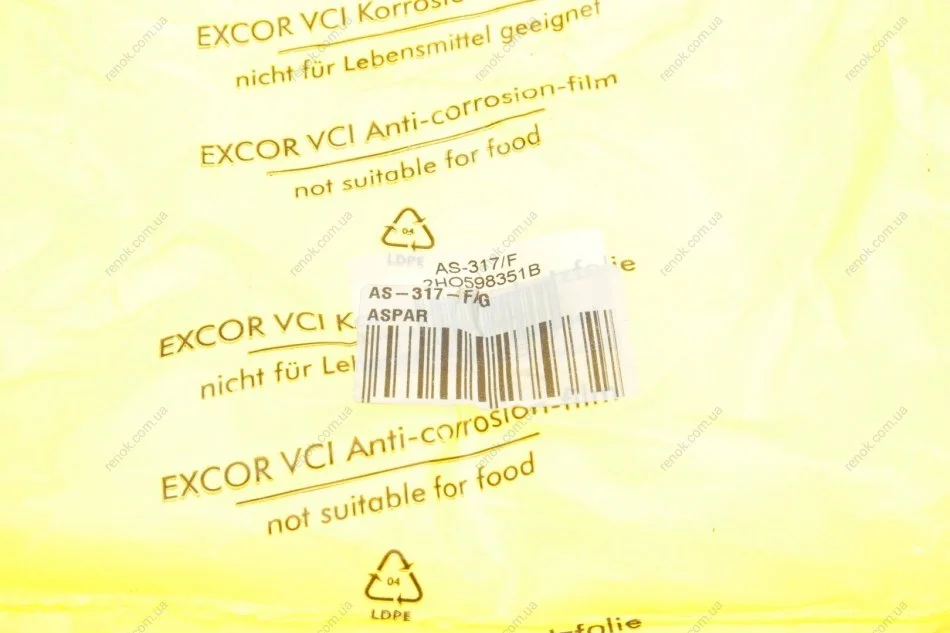 EXCOR VCI
nicht für Lebensmittel geeignet
EXCOR VCI Anti-corrosion-film
not suitable for food
04
LDPE
AS-317/F
2HO598351B
AS-317-F/G
ASPAR
EXCOR VCI
nicht für
EXCOR VCI Anti-corrosion-film
not suitable for food
04
LDPE
renok.com.ua